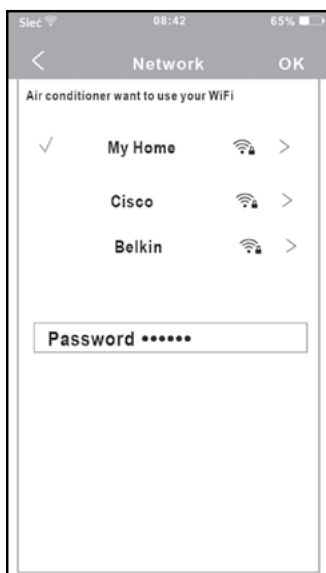 Sieć 08:42 65%
Network OK
Air conditioner want to use your WiFi
My Home
Cisco
Belkin
Password ••••••